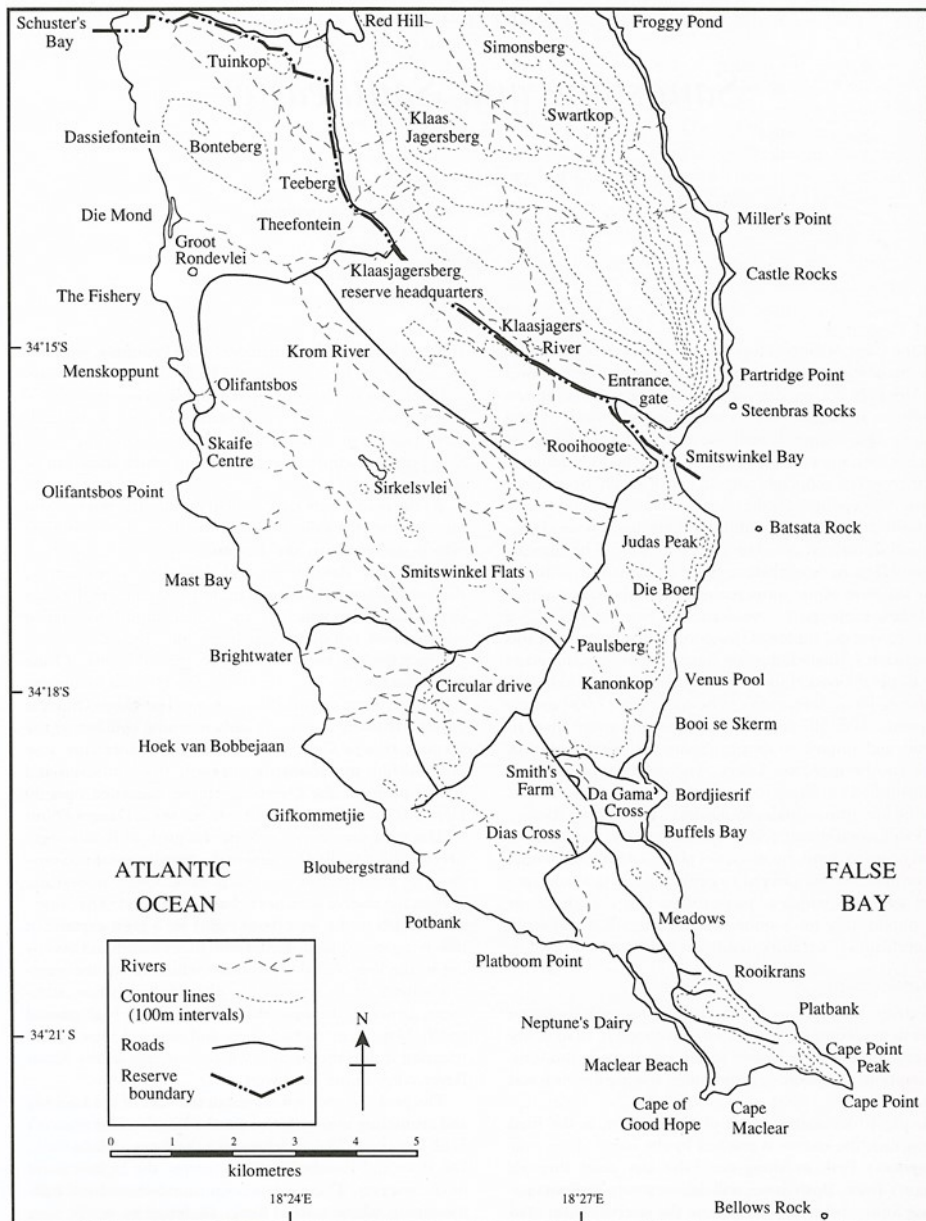 Schuster's
Bay
Red Hill
Froggy Pond
Simonsberg
Tuinkop
Swartkop
Klaas
Jagersberg
Dassiefontein
Bonteberg
Teeberg
Die Mond
Theefontein
Miller's Point
Groot
Rondevlei
Klaasjagersberg
reserve headquarters
Castle Rocks
The Fishery
Klaasjagers
River
34°15'S
Krom River
Menskoppunt
Olifantsbos
Entrance
gate
Partridge Point
Steenbras Rocks
Skaife
Centre
Rooihoogte
Smitswinkel Bay
Olifantsbos Point
Sirkelsvlei
Batsata Rock
Judas Peak
Mast Bay
Smitswinkel Flats
Die Boer
Brightwater
Paulsberg
34°18'S
Circular drive
Kanonkop
Venus Pool
Booi se Skerm
Hoek van Bobbejaan
Smith's
Farm
Da Gama
Cross
Bordjiesrif
Gifkommetjie
Dias Cross
Buffels Bay
Bloubergstrand
ATLANTIC
OCEAN
FALSE
BAY
Potbank
Meadows
Platboom Point
Rooikrans
Rivers
Contour lines
(100m intervals)
Roads
Reserve
boundary
N
Neptune's Dairy
Platbank
34°21' S
Maclear Beach
Cape Point
Peak
Cape of
Good Hope
Cape
Maclear
Cape Point
0 1 2 3 4 5
kilometres
18°24'E
18°27'E
Bellows Rock